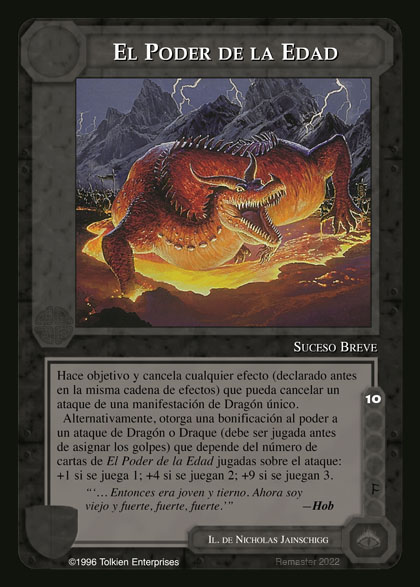 El Poder de la Edad
Suceso Breve
Hace objetivo y cancela cualquier efecto (declarado antes
en la misma cadena de efectos) que pueda cancelar un
ataque de una manifestación de Dragón único.
Alternativamente, otorga una bonificación al poder a
un ataque de Dragón o Draque (debe ser jugada antes
de asignar los golpes) que depende del número de
cartas de El Poder de la Edad jugadas sobre el ataque:
+1 si se juega 1; +4 si se juegan 2; +9 si se juegan 3.
“‘… Entonces era joven y tierno. Ahora soy
viejo y fuerte, fuerte, fuerte.’” —Hob
10
F
Il. de Nicholas Jainschigg
©1996 Tolkien Enterprises
Remaster 2022